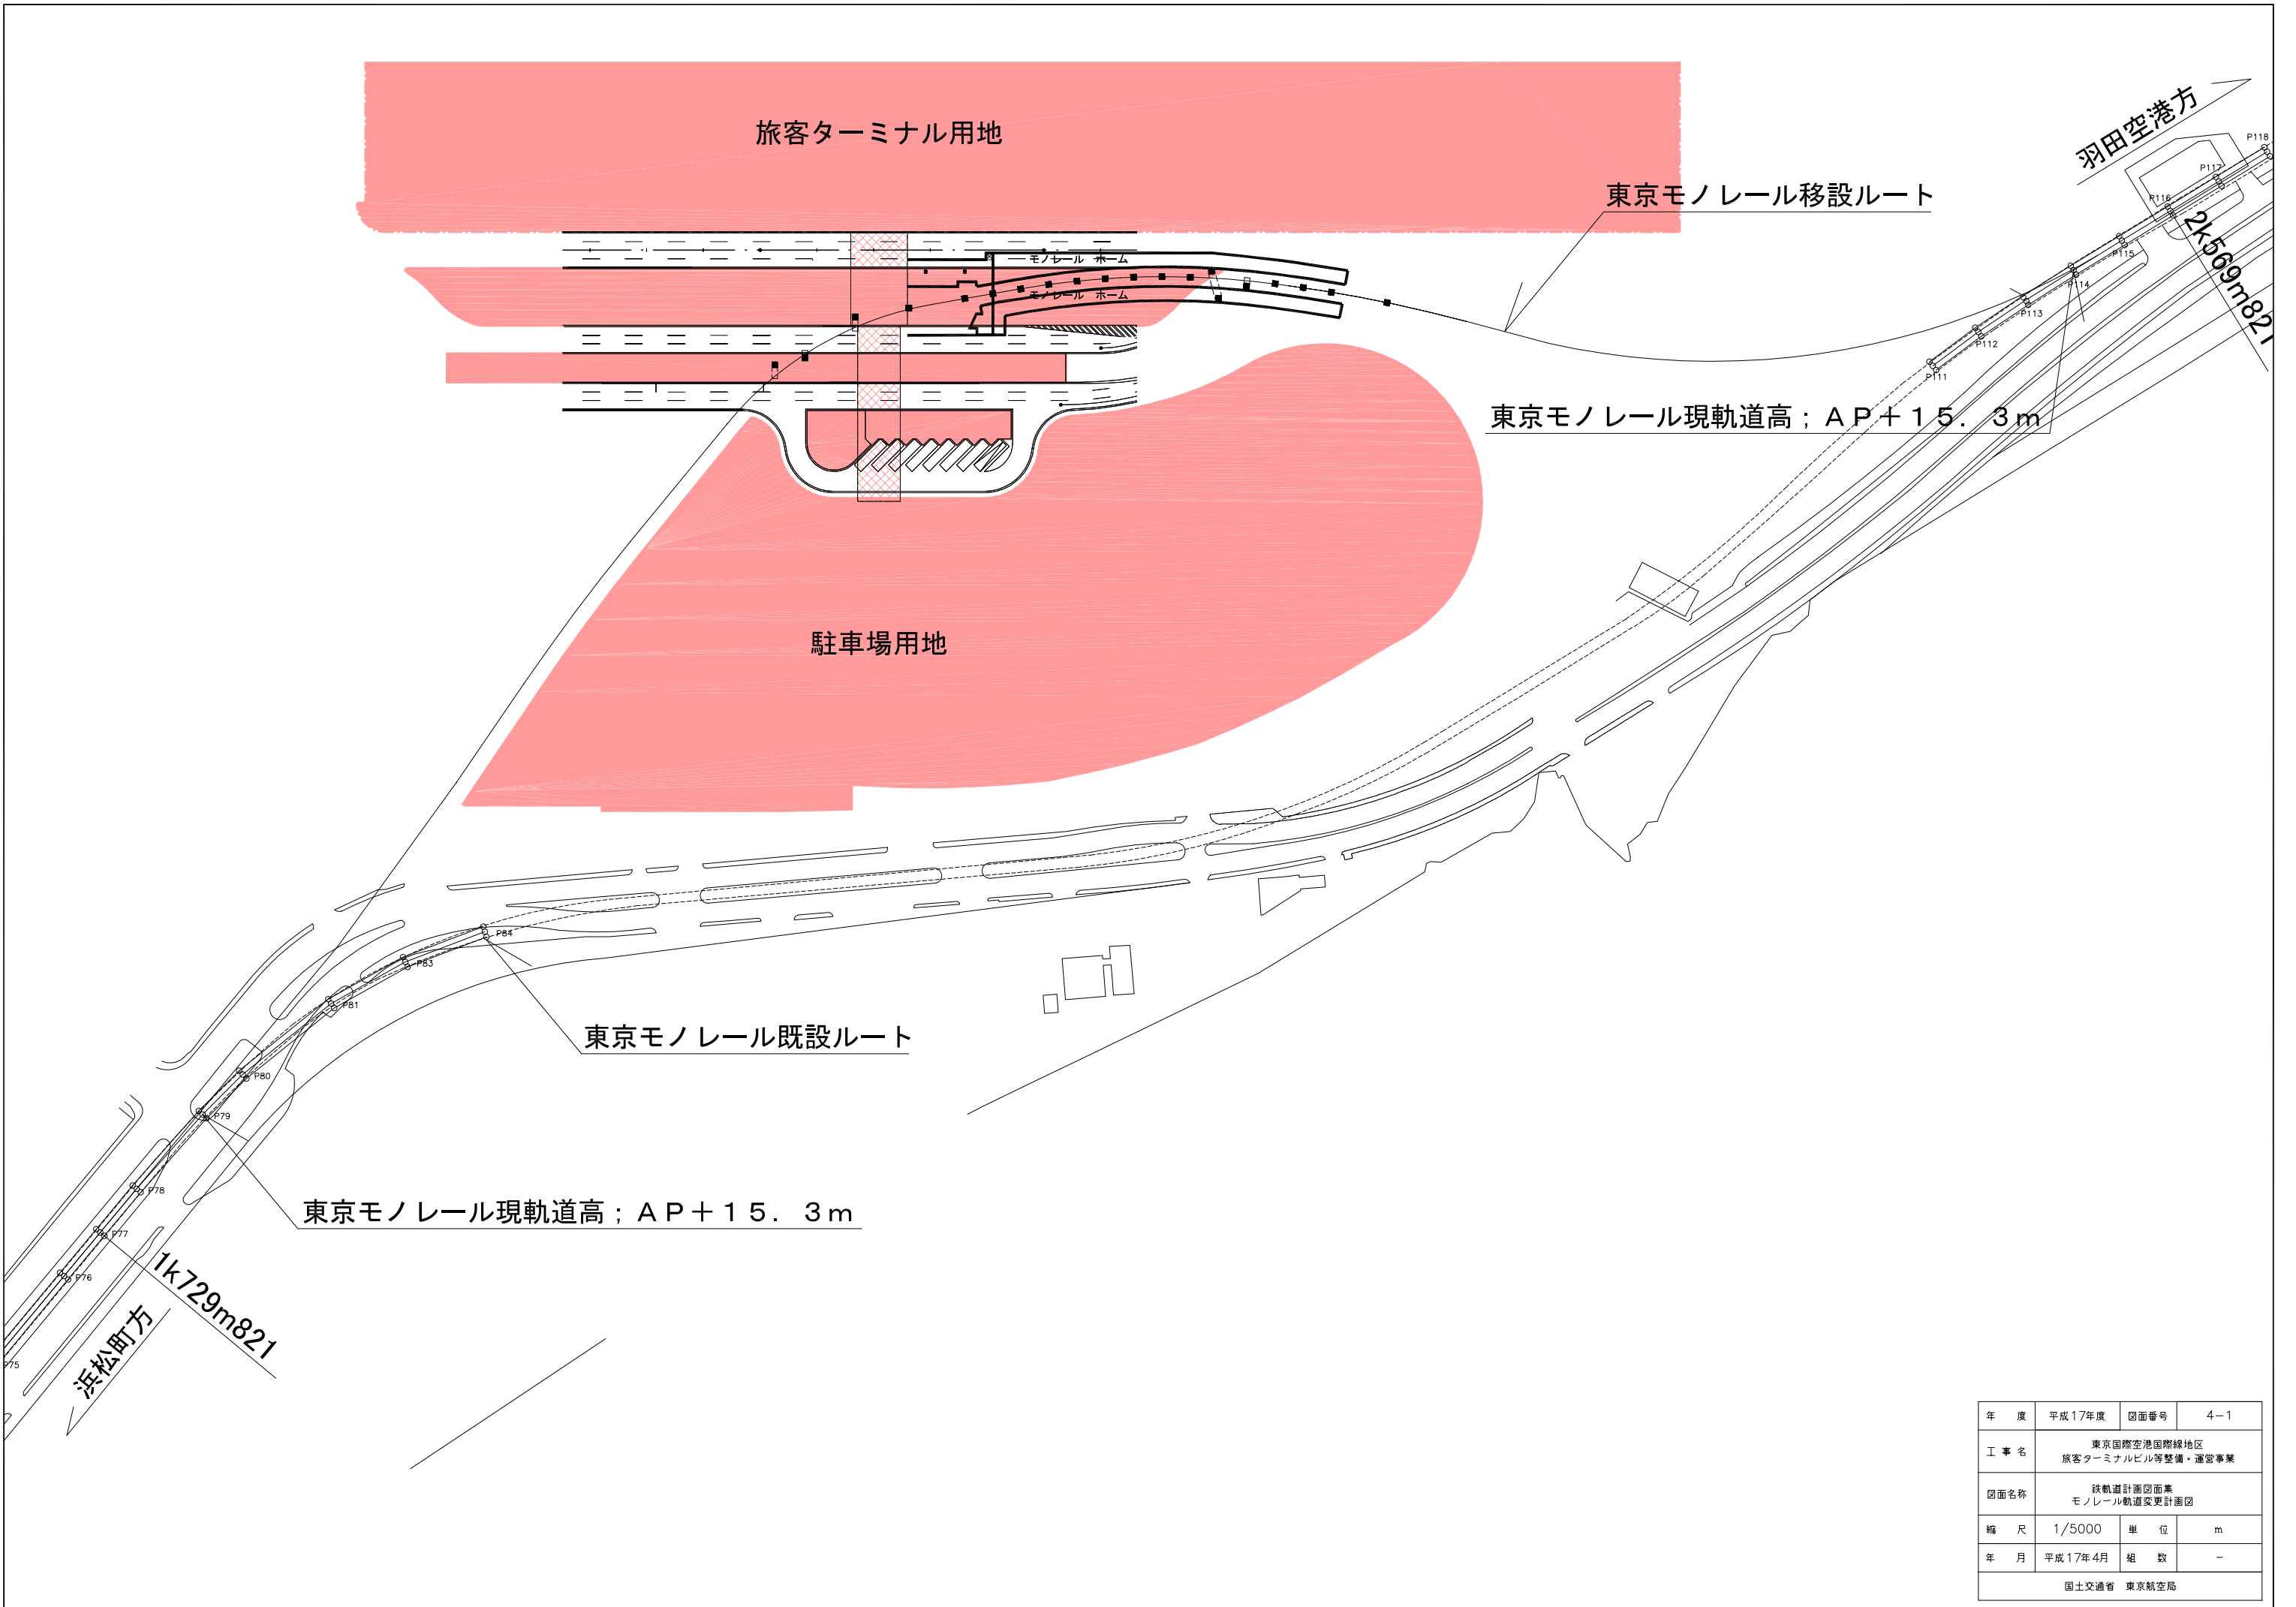 旅客ターミナル用地
羽田空港方
東京モノレール移設ルート
P118
P117
P116
2k569m821
P115
P114
P113
P112
P111
モノレール ホーム
モノレール ホーム
東京モノレール現軌道高；ＡＰ＋１５．３ｍ
駐車場用地
P84
P83
P81
東京モノレール既設ルート
P80
P79
P78
東京モノレール現軌道高；ＡＰ＋１５．３ｍ
P77
P76
1k729m821
浜松町方
P75
年 度 平成17年度 図面番号 4－1
工 事 名 東京国際空港国際線地区
旅客ターミナルビル等整備・運営事業
図面名称 鉄軌道計画図面集
モノレール軌道変更計画図
縮 尺 1/5000 単 位 m
年 月 平成17年4月 組 数 －
国土交通省 東京航空局